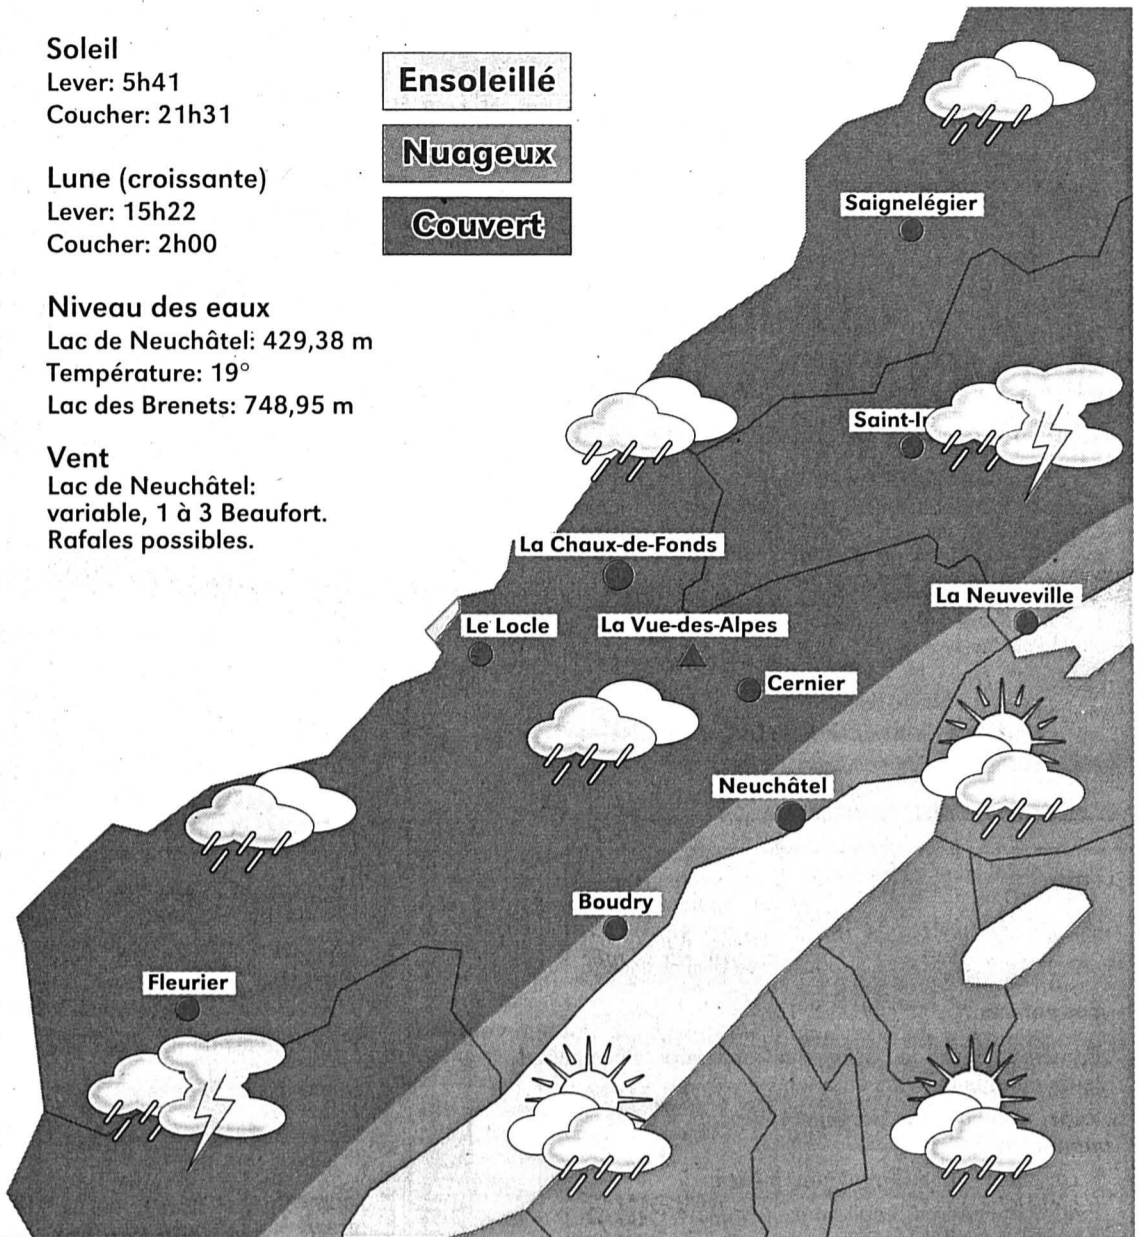 Soleil
Lever: 5h41
Coucher: 21h31
Lune (croissante)
Lever: 15h22
Coucher: 2h00
Niveau des eaux
Lac de Neuchâtel: 429,38 m
Température: 19°
Lac des Brenets: 748,95 m
Vent
Lac de Neuchâtel:
variable, 1 à 3 Beaufort.
Rafales possibles.
Ensoleillé
Nuageux
Couvert
Saignelégier
Saint-I
La Chaux-de-Fonds
La Neuveville
Le Locle
La Vue-des-Alpes
Cernier
Neuchâtel
Boudry
Fleurier